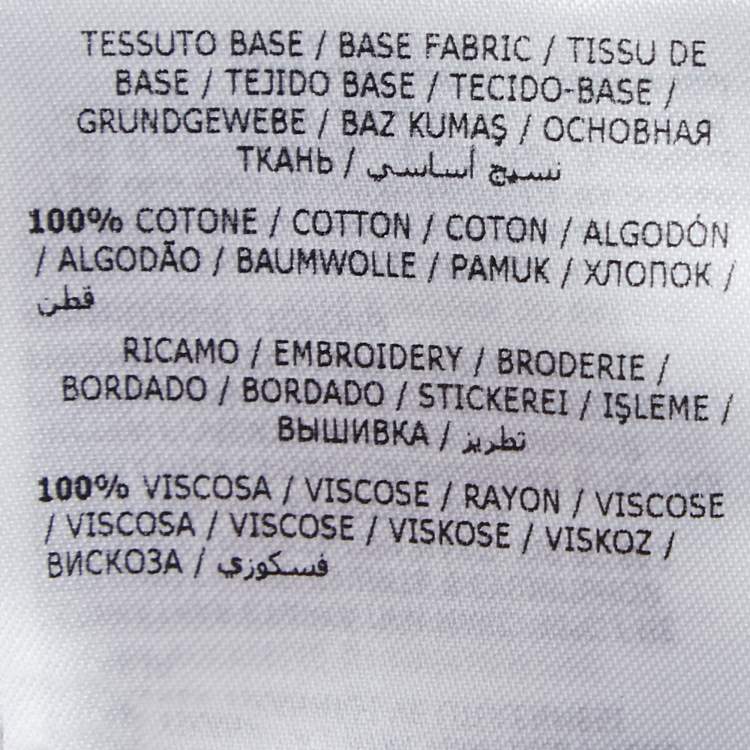 TESSUTO BASE / BASE FABRIC / TISSU DE
BASE / TEJIDO BASE / TECIDO-BASE /
GRUNDGEWEBE / BAZ KUMAŞ / ОСНОВНАЯ
ТКАНЬ / نسيج أساسي
100% COTONE / COTTON / COTON / ALGODÓN
/ ALGODÃO / BAUMWOLLE / PAMUK / ХЛОПОК /
قطن
RICAMO / EMBROIDERY / BRODERIE /
BORDADO / BORDADO / STICKEREI / IŞLEME /
ВЫШИВКА / تطريز
100% VISCOSA / VISCOSE / RAYON / VISCOSE
/ VISCOSA / VISCOSE / VISKOSE / VISKOZ /
ВИСКОЗА / فسكوزي